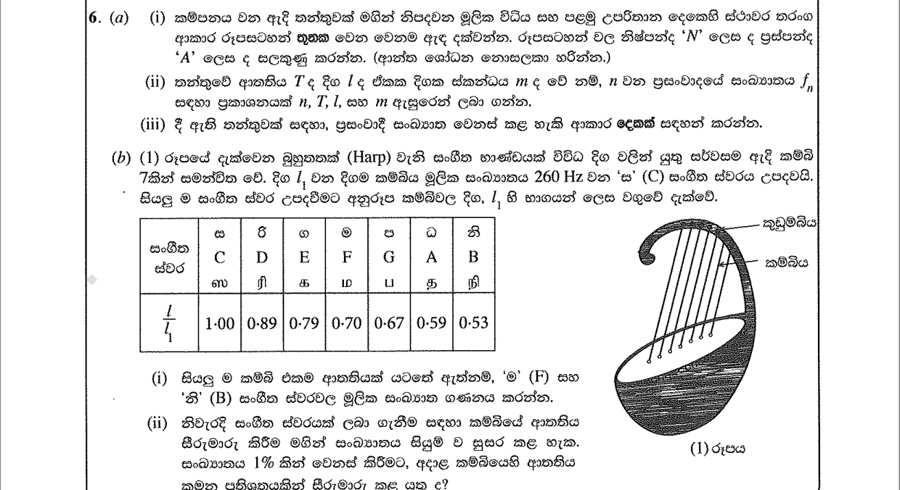 6. (a) (i) කම්පනය වන ඇදි තන්තුවක් මගින් නිපදවන මූලික විධිය සහ පළමු උපරිතාන දෙකෙහි ස්ථාවර තරංග
ආකාර රූපසටහන් තුනක වෙන වෙනම ඇඳ දක්වන්න. රූපසටහන් වල නිෂ්පන්ද 'N' ලෙස ද ප්‍රස්පන්ද
'A' ලෙස ද සලකුණු කරන්න. (ආන්ත ශෝධන නොසලකා හරින්න.)
(ii) තන්තුවේ ආතතිය T ද දිග l ද ඒකක දිගක ස්කන්ධය m ද වේ නම්, n වන ප්‍රසංවාදයේ සංඛ්‍යාතය fn
සඳහා ප්‍රකාශනයක් n, T, l, සහ m ඇසුරෙන් ලබා ගන්න.
(iii) දී ඇති තන්තුවක් සඳහා, ප්‍රසංවාදී සංඛ්‍යාත වෙනස් කළ හැකි ආකාර දෙකක් සඳහන් කරන්න.
(b) (1) රූපයේ දැක්වෙන බුහුතතක් (Harp) වැනි සංගීත භාණ්ඩයක් විවිධ දිග වලින් යුතු සර්වසම ඇදි කම්බි
7කින් සමන්විත වේ. දිග l1 වන දිගම කම්බිය මූලික සංඛ්‍යාතය 260 Hz වන 'ස' (C) සංගීත ස්වරය උපදවයි.
සියලු ම සංගීත ස්වර උපදවීමට අනුරූප කම්බිවල දිග, l1 හි භාගයන් ලෙස වගුවේ දැක්වේ.
සංගීත ස්වර
ස රි ග ම ප ධ නි
C D E F G A B
ஸ ரி க ம ப த நி
l/l1 1·00 0·89 0·79 0·70 0·67 0·59 0·53
කූඩුම්බිය
කම්බිය
(1) රූපය
(i) සියලු ම කම්බි එකම ආතතියක් යටතේ ඇත්නම්, 'ම' (F) සහ
'නි' (B) සංගීත ස්වරවල මූලික සංඛ්‍යාත ගණනය කරන්න.
(ii) නිවැරදි සංගීත ස්වරයක් ලබා ගැනීම සඳහා කම්බියේ ආතතිය
සීරුමාරු කිරීම මගින් සංඛ්‍යාතය සියුම් ව සුසර කළ හැක.
සංඛ්‍යාතය 1% කින් වෙනස් කිරීමට, අදාළ කම්බියෙහි ආතතිය
කුමන ප්‍රතිශතයකින් සීරුමාරු කළ යුතු ද?